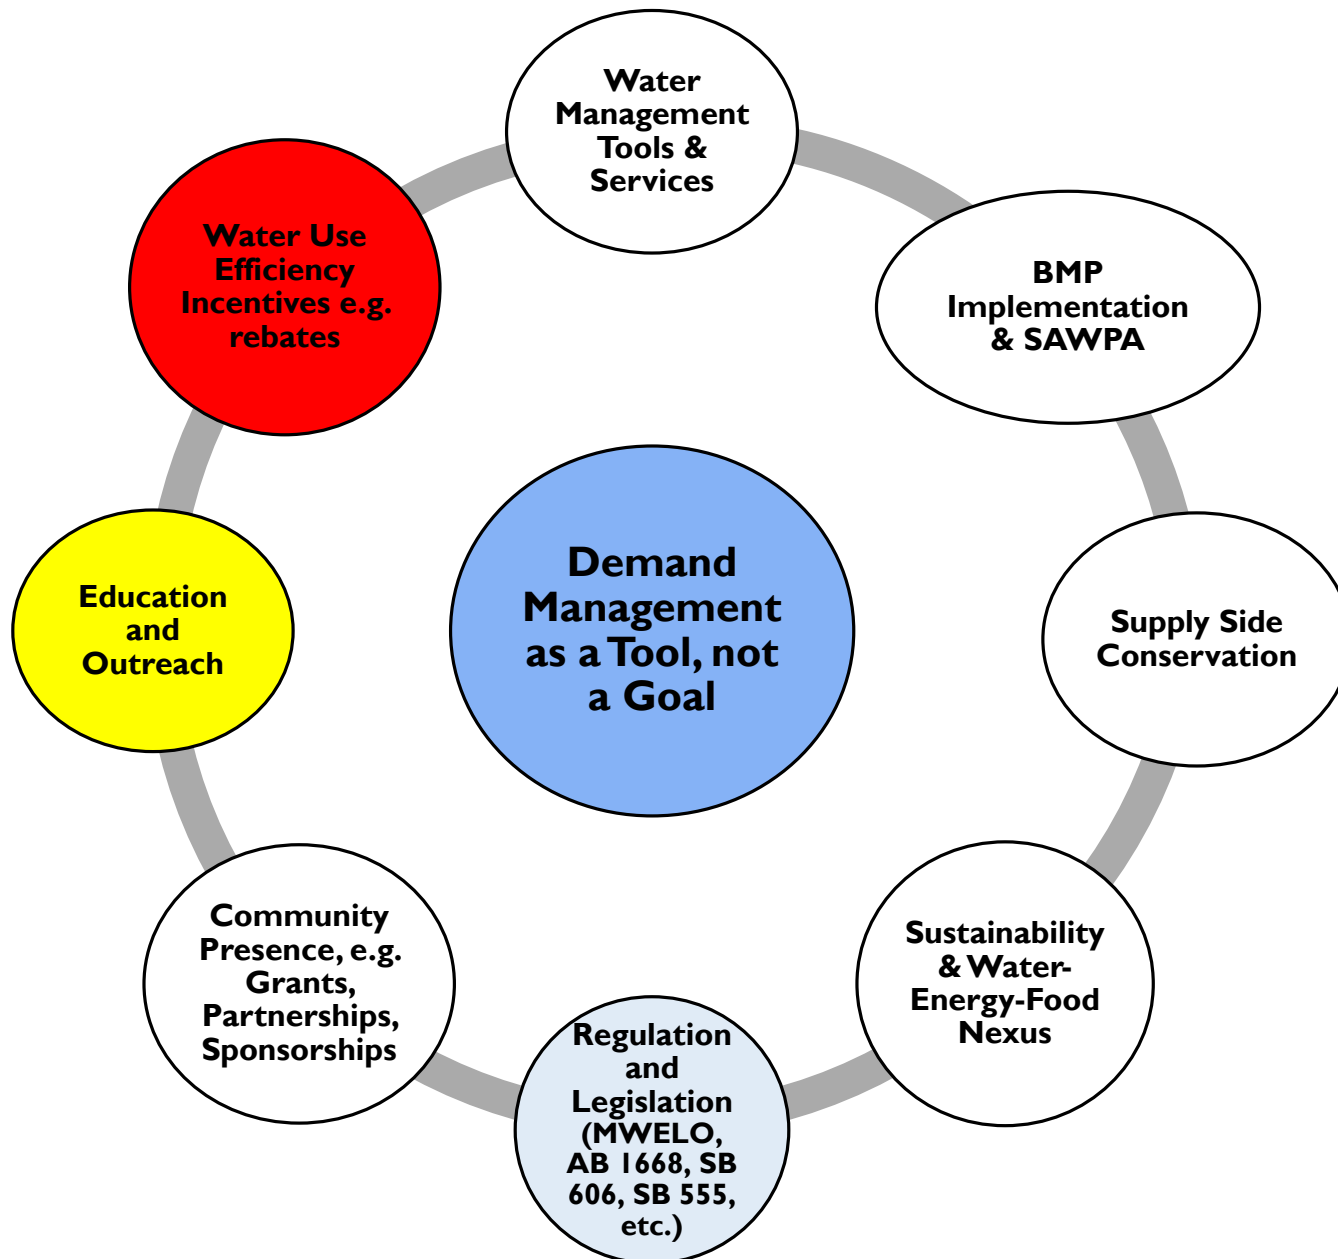 Water
Management
Tools &
Services
Water Use
Efficiency
Incentives e.g.
rebates
BMP
Implementation
& SAWPA
Demand
Management
as a Tool, not
a Goal
Education
and
Outreach
Supply Side
Conservation
Community
Presence, e.g.
Grants,
Partnerships,
Sponsorships
Sustainability
& Water-
Energy-Food
Nexus
Regulation
and
Legislation
(MWELO,
AB 1668, SB
606, SB 555,
etc.)